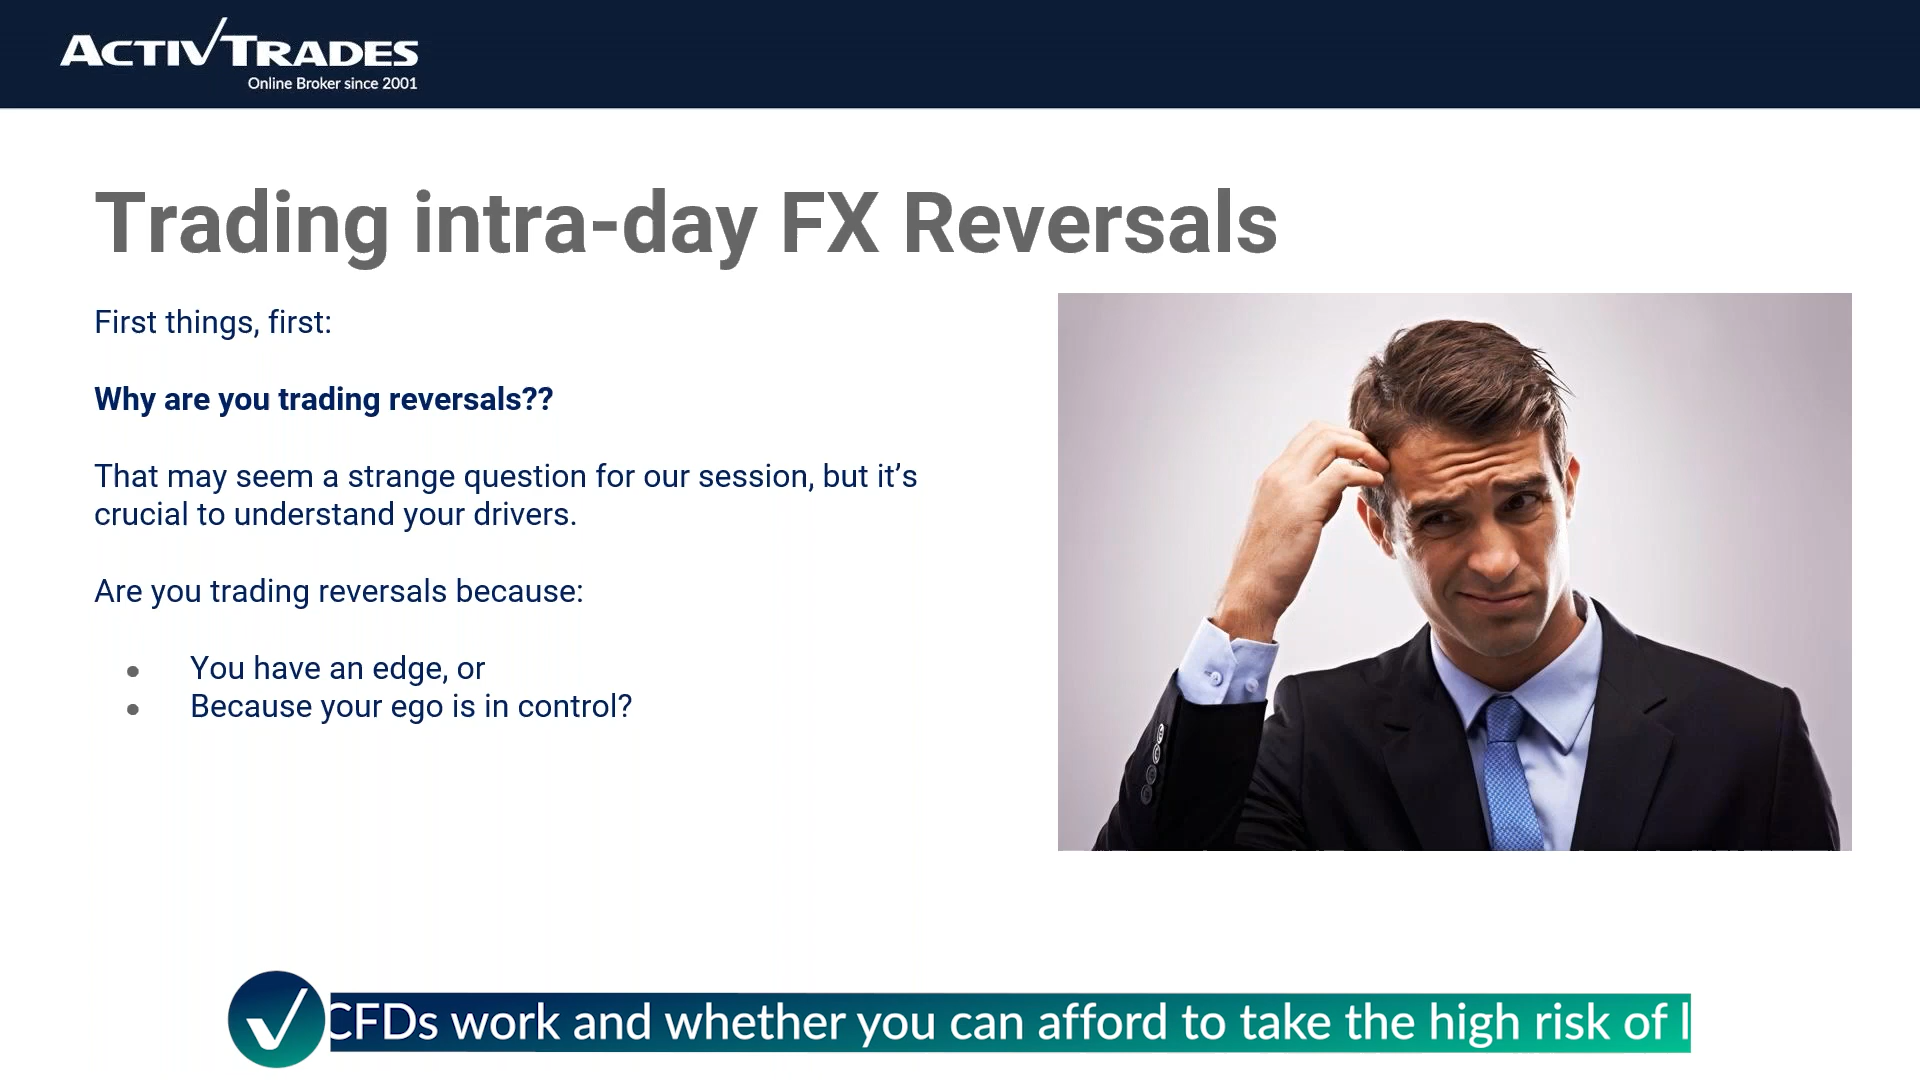 ACTIVTRADES
Online Broker since 2001
Trading intra-day FX Reversals
First things, first:
Why are you trading reversals??
That may seem a strange question for our session, but it’s
crucial to understand your drivers.
Are you trading reversals because:
● You have an edge, or
● Because your ego is in control?
CFDs work and whether you can afford to take the high risk of